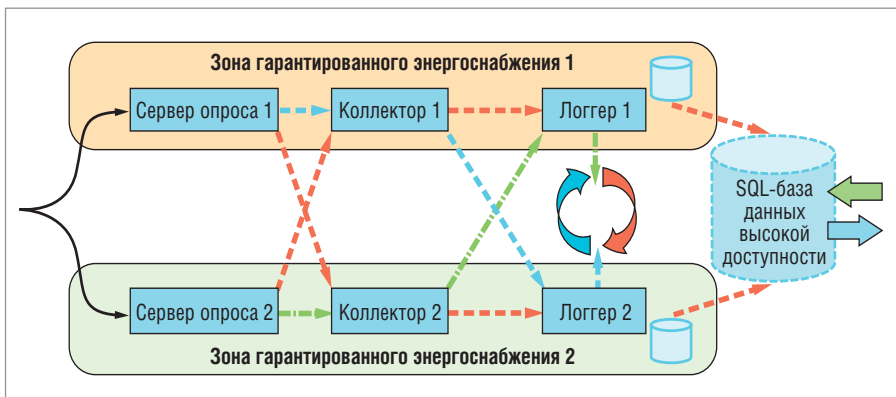 Зона гарантированного энергоснабжения 1
Сервер опроса 1
Коллектор 1
Логгер 1
SQL-база
данных
высокой
доступности
Сервер опроса 2
Коллектор 2
Логгер 2
Зона гарантированного энергоснабжения 2